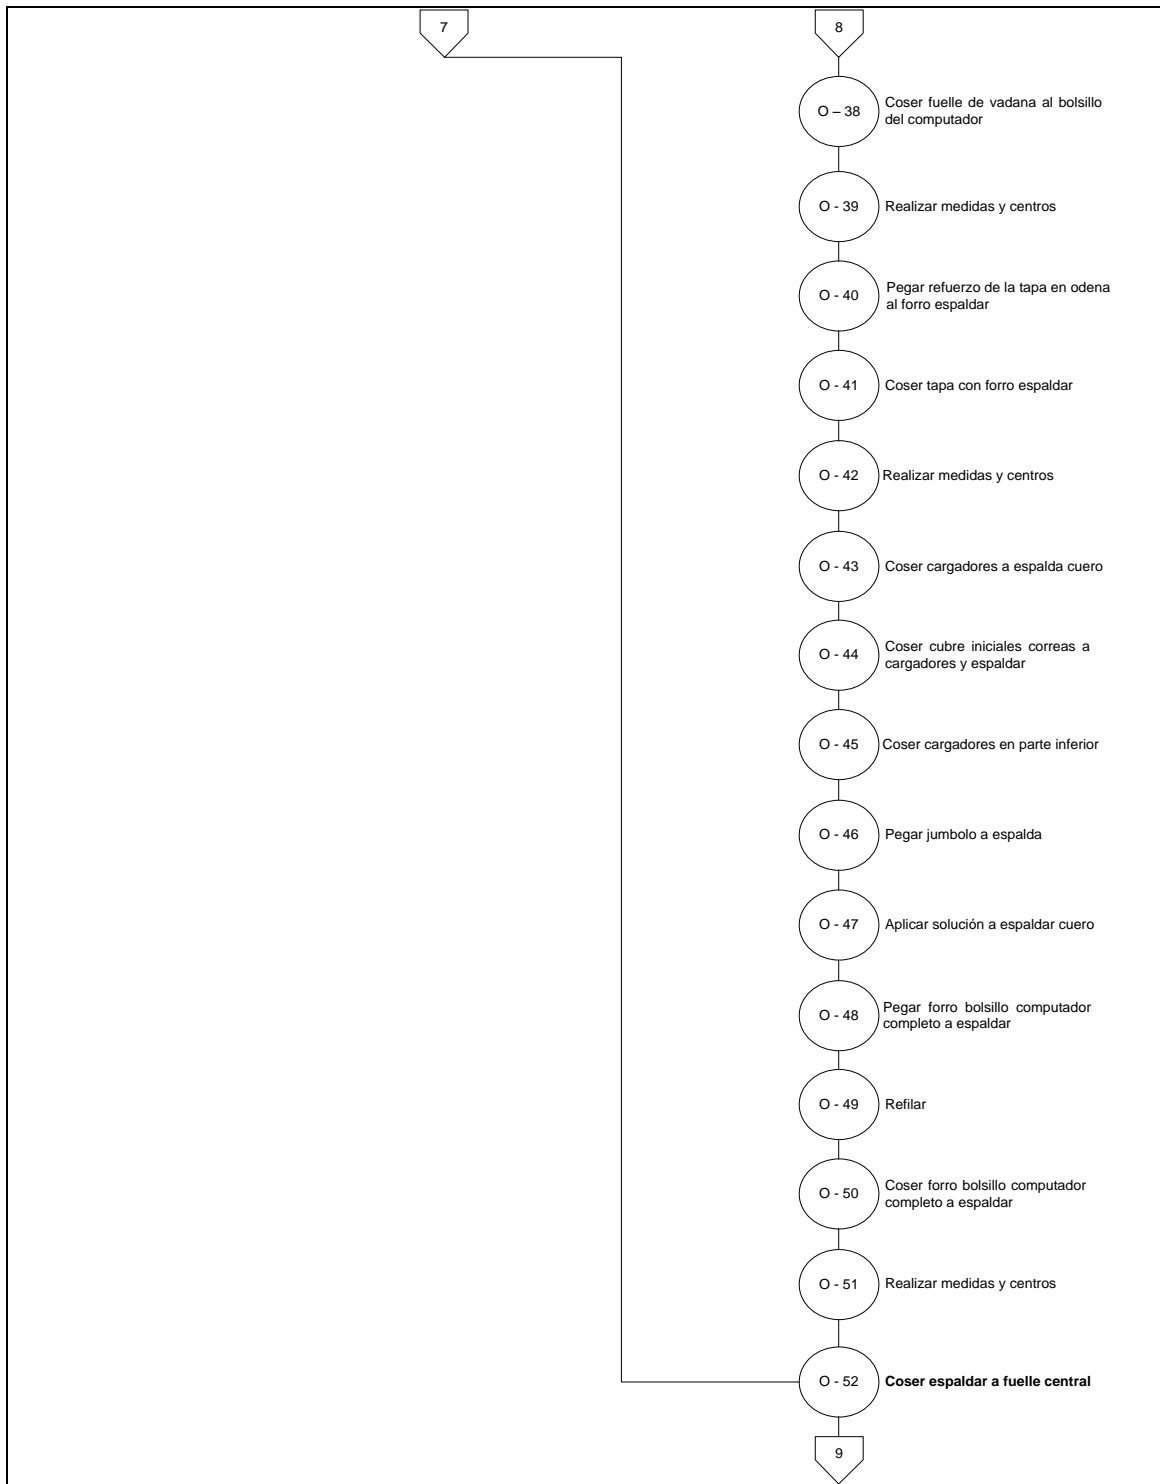 7
8
O – 38
Coser fuelle de vadana al bolsillo
del computador
O - 39
Realizar medidas y centros
O - 40
Pegar refuerzo de la tapa en odena
al forro espaldar
O - 41
Coser tapa con forro espaldar
O - 42
Realizar medidas y centros
O - 43
Coser cargadores a espalda cuero
O - 44
Coser cubre iniciales correas a
cargadores y espaldar
O - 45
Coser cargadores en parte inferior
O - 46
Pegar jumbolo a espalda
O - 47
Aplicar solución a espaldar cuero
O - 48
Pegar forro bolsillo computador
completo a espaldar
O - 49
Refilar
O - 50
Coser forro bolsillo computador
completo a espaldar
O - 51
Realizar medidas y centros
O - 52
Coser espaldar a fuelle central
9